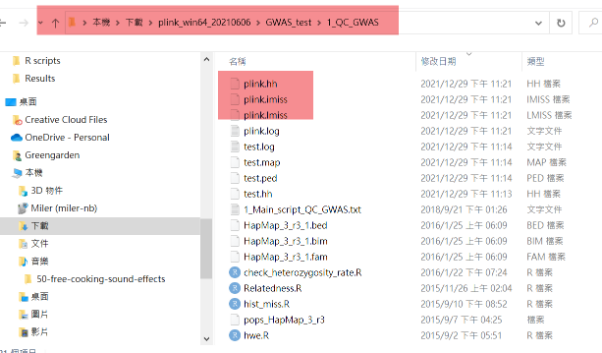 本機 > 下載 > plink_win64_20210606 > GWAS_test > 1_QC_GWAS
R scripts
Results
桌面
Creative Cloud Files
OneDrive - Personal
Greengarden
本機
3D 物件
Miler (miler-nb)
下載
文件
音樂
50-free-cooking-sound-effects
桌面
圖片
影片
名稱 修改日期 類型
plink.hh 2021/12/29 下午 11:21 HH 檔案
plink.imiss 2021/12/29 下午 11:21 IMISS 檔案
plink.lmiss 2021/12/29 下午 11:21 LMISS 檔案
plink.log 2021/12/29 下午 11:21 文字文件
test.log 2021/12/29 下午 11:14 文字文件
test.map 2021/12/29 下午 11:14 MAP 檔案
test.ped 2021/12/29 下午 11:14 PED 檔案
test.hh 2021/12/29 下午 11:13 HH 檔案
1_Main_script_QC_GWAS.txt 2018/9/21 下午 01:26 文字文件
HapMap_3_r3_1.bed 2016/1/25 上午 06:09 BED 檔案
HapMap_3_r3_1.bim 2016/1/25 上午 06:09 BIM 檔案
HapMap_3_r3_1.fam 2016/1/25 上午 06:09 FAM 檔案
check_heterozygosity_rate.R 2016/1/22 下午 07:24 R 檔案
Relatedness.R 2015/11/26 上午 02:04 R 檔案
hist_miss.R 2015/9/10 下午 08:52 R 檔案
pops_HapMap_3_r3 2015/9/7 下午 04:25 檔案
hwe.R 2015/9/2 下午 05:51 R 檔案